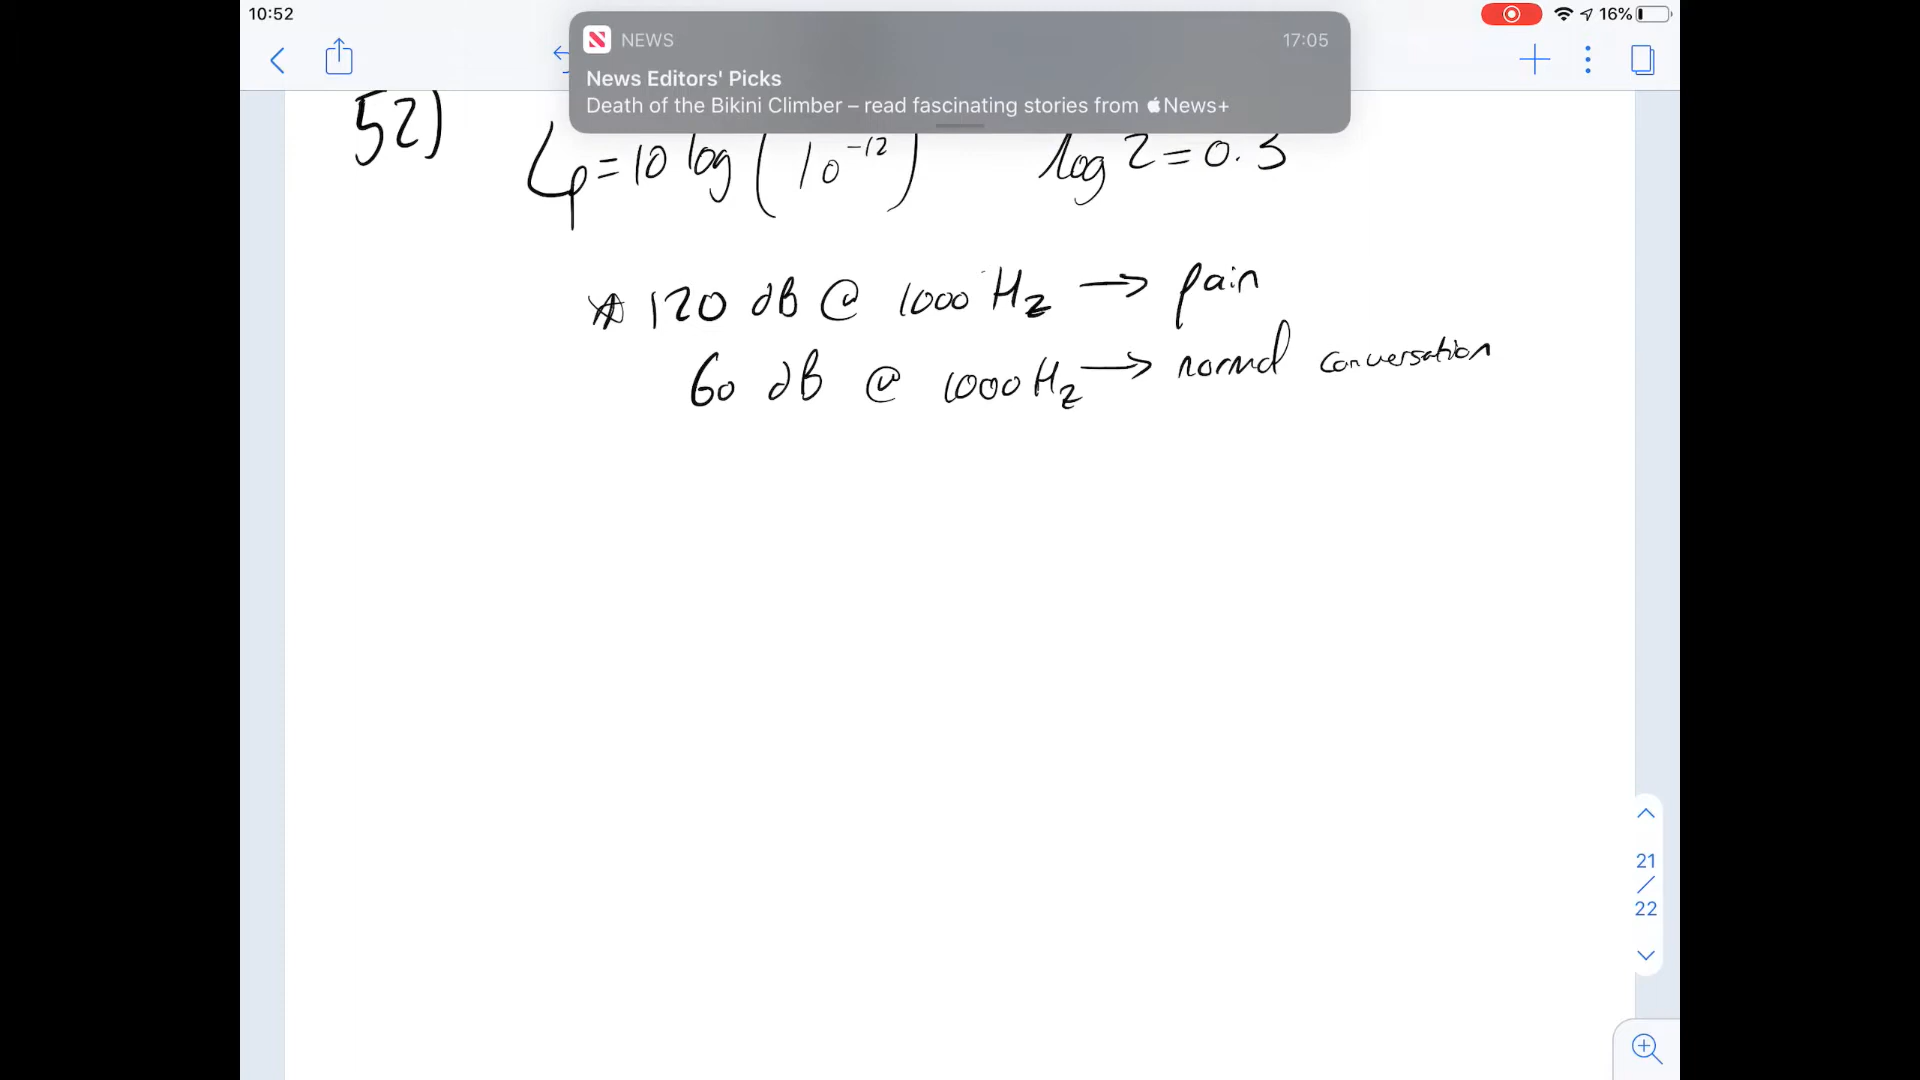 10:52
16%
NEWS
17:05
News Editors' Picks
Death of the Bikini Climber – read fascinating stories from News+
52)
Lp = 10 log ( 10⁻¹² )
log 2 = 0.3
120 dB @ 1000 Hz → pain
60 dB @ 1000 Hz → normal conversation
21
/
22